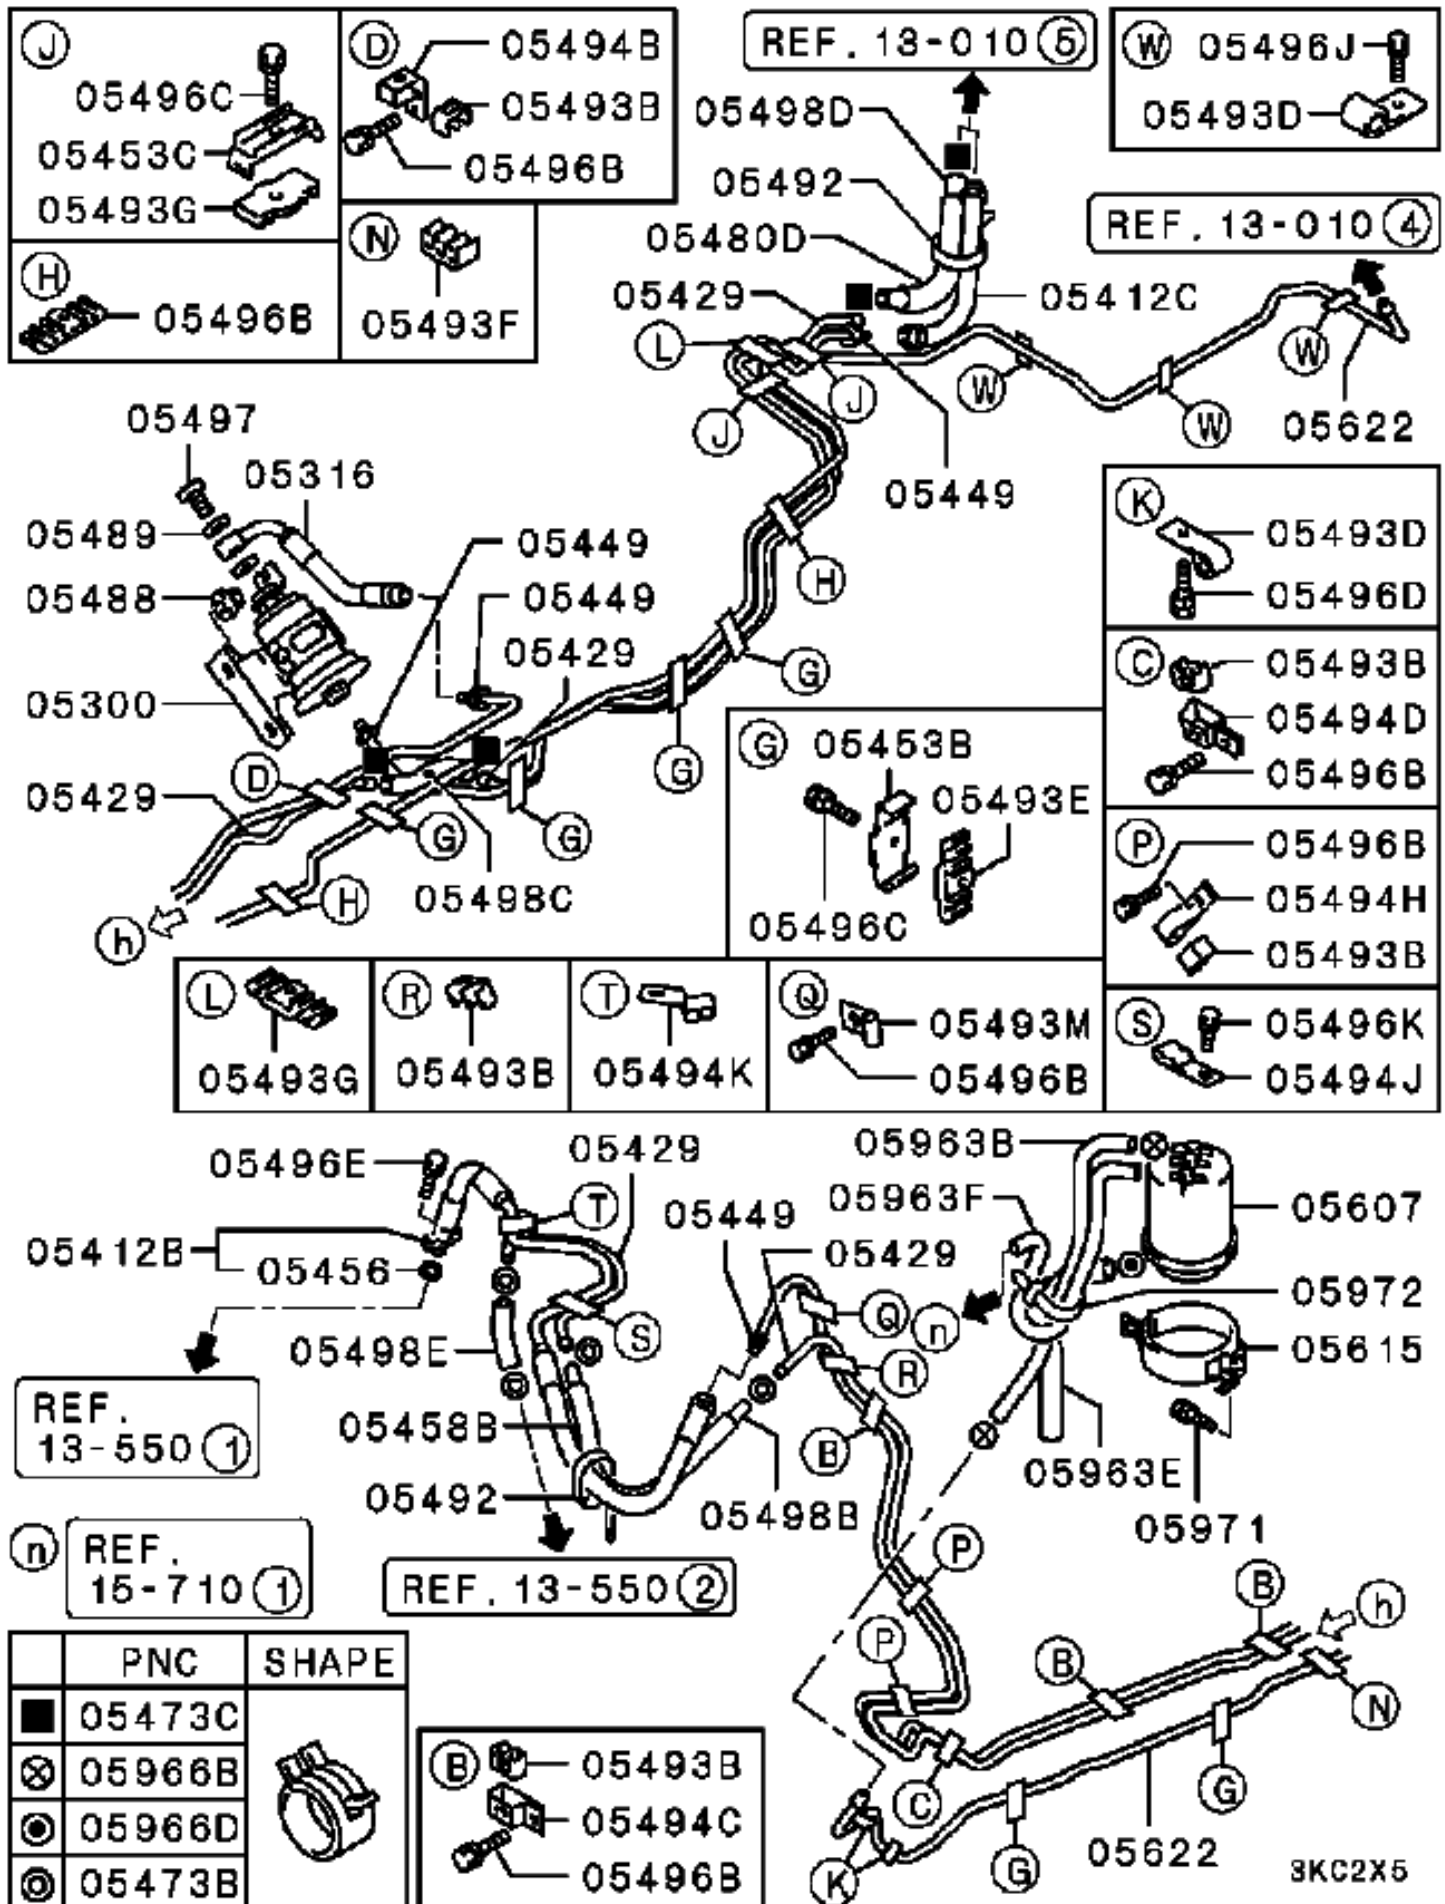 J
05496C
05453C
05493G
D
05494B
05493B
05496B
H
05496B
N
05493F
REF. 13-010 5
W
05496J
05493D
05498D
05492
05480D
05429
REF. 13-010 4
05412C
L
J
J
W
W
W
05622
05449
05497
05316
05489
05488
05300
05449
05449
05429
H
G
G
D
05429
G
G
H
05498C
h
K
05493D
05496D
C
05493B
05494D
05496B
P
05496B
05494H
05493B
S
05496K
05494J
G
05453B
05493E
05496C
L
05493G
R
05493B
T
05494K
Q
05493M
05496B
05496E
05412B
05456
05429
T
05449
05429
S
05498E
REF.
13-550 1
05458B
05492
05498B
REF. 13-550 2
n
REF.
15-710 1
Q
R
B
n
05963B
05963F
05607
05972
05615
05963E
05971
P
P
B
B
h
N
C
G
G
K
05622
PNC SHAPE
05473C
05966B
05966D
05473B
B
05493B
05494C
05496B
3KC2X5